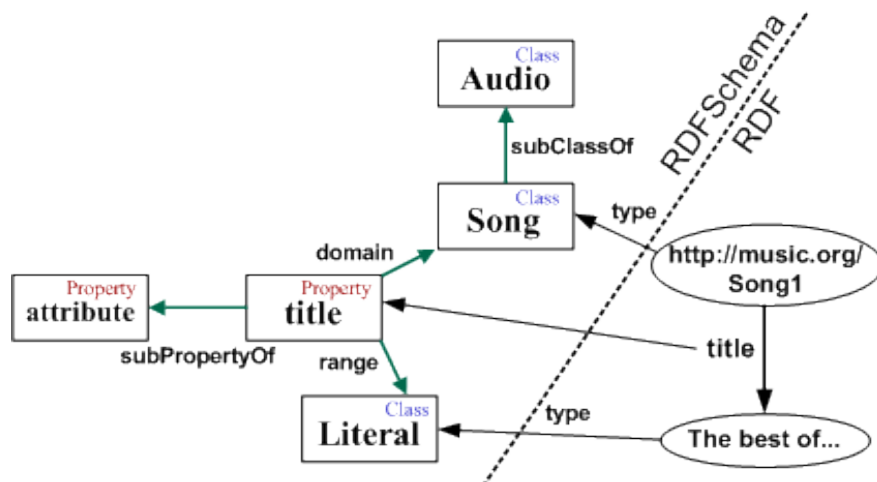 Class
Audio
RDFSchema
RDF
subClassOf
Class
Song
type
domain
http://music.org/
Song1
Property
attribute
Property
title
subPropertyOf
range
title
Class
Literal
type
The best of...